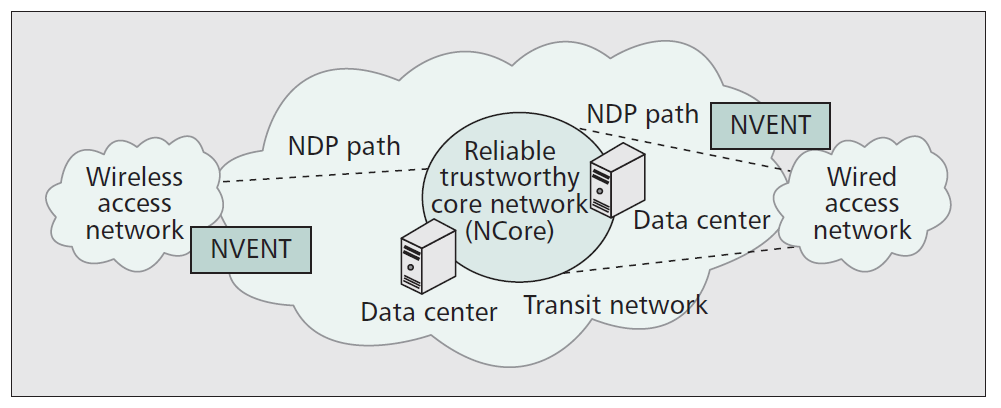 Wireless
access
network
NVENT
NDP path
Reliable
trustworthy
core network
(NCore)
Data center
NDP path
NVENT
Data center
Transit network
Wired
access
network